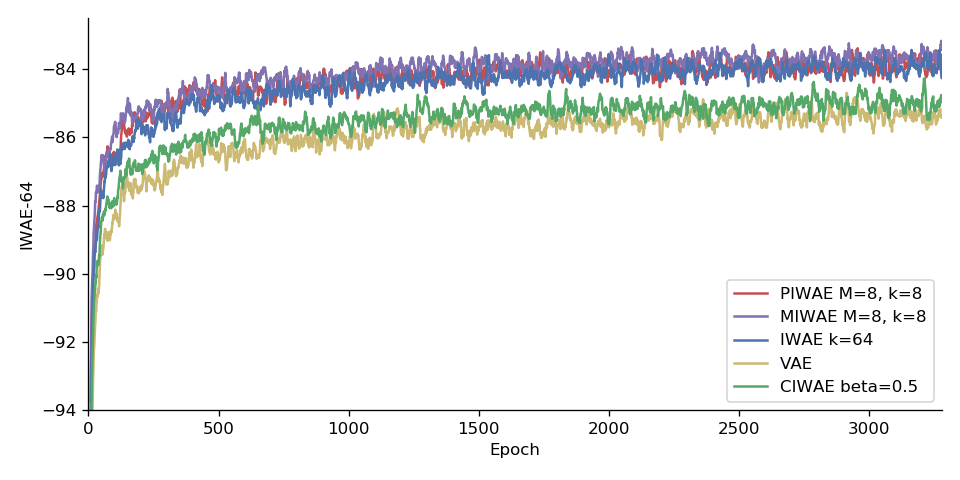 −84
−86
−88
−90
−92
−94
IWAE-64
0 500 1000 1500 2000 2500 3000
Epoch
PIWAE M=8, k=8
MIWAE M=8, k=8
IWAE k=64
VAE
CIWAE beta=0.5